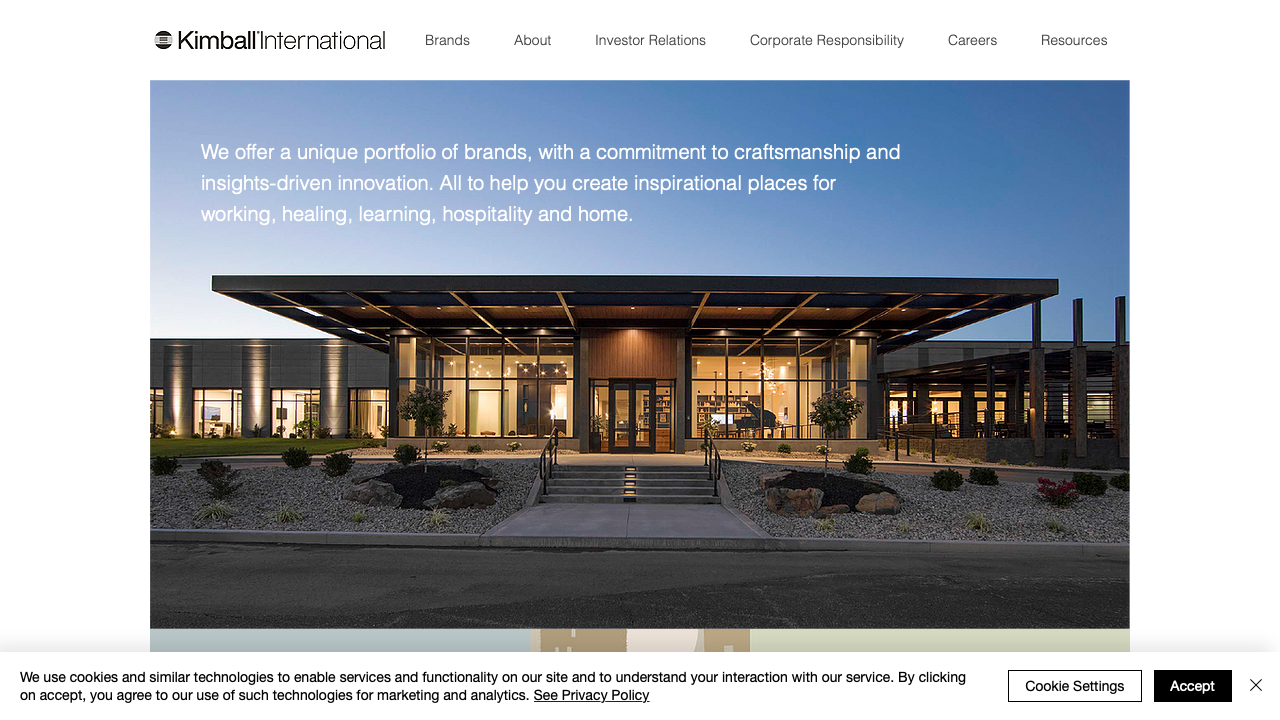 Kimball International
Brands
About
Investor Relations
Corporate Responsibility
Careers
Resources
We offer a unique portfolio of brands, with a commitment to craftsmanship and
insights-driven innovation. All to help you create inspirational places for
working, healing, learning, hospitality and home.
We use cookies and similar technologies to enable services and functionality on our site and to understand your interaction with our service. By clicking
on accept, you agree to our use of such technologies for marketing and analytics. See Privacy Policy
Cookie Settings
Accept